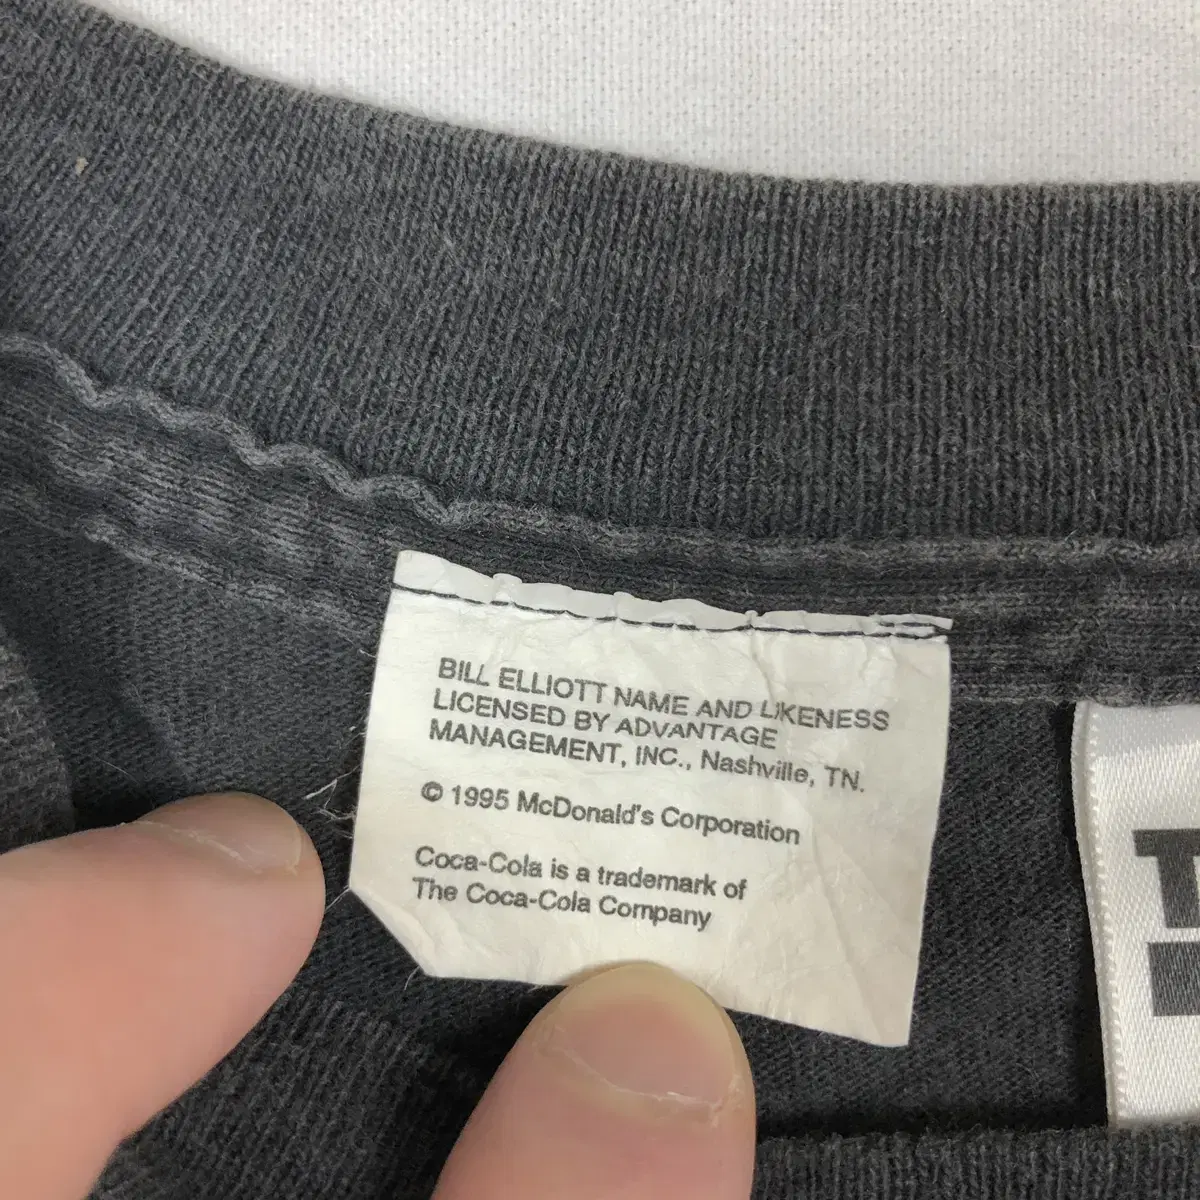 BILL ELLIOTT NAME AND LIKENESS
LICENSED BY ADVANTAGE
MANAGEMENT, INC., Nashville, TN.
© 1995 McDonald's Corporation
Coca-Cola is a trademark of
The Coca-Cola Company